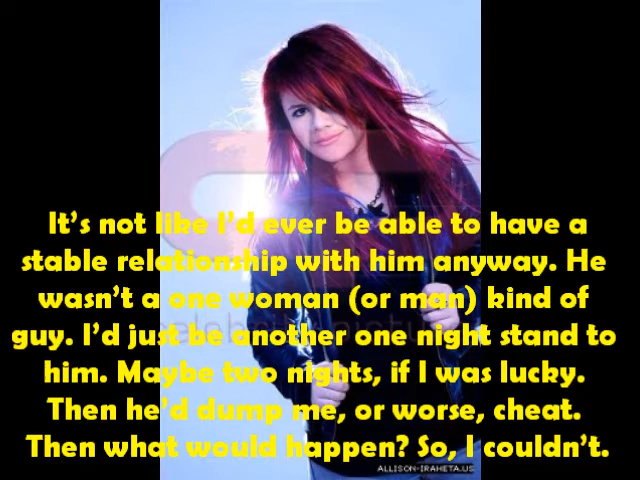 It's not like I'd ever be able to have a
stable relationship with him anyway. He
wasn't a one woman (or man) kind of
guy. I'd just be another one night stand to
him. Maybe two nights, if I was lucky.
Then he'd dump me, or worse, cheat.
Then what would happen? So, I couldn't.
ALLISON-IRAHETA.US